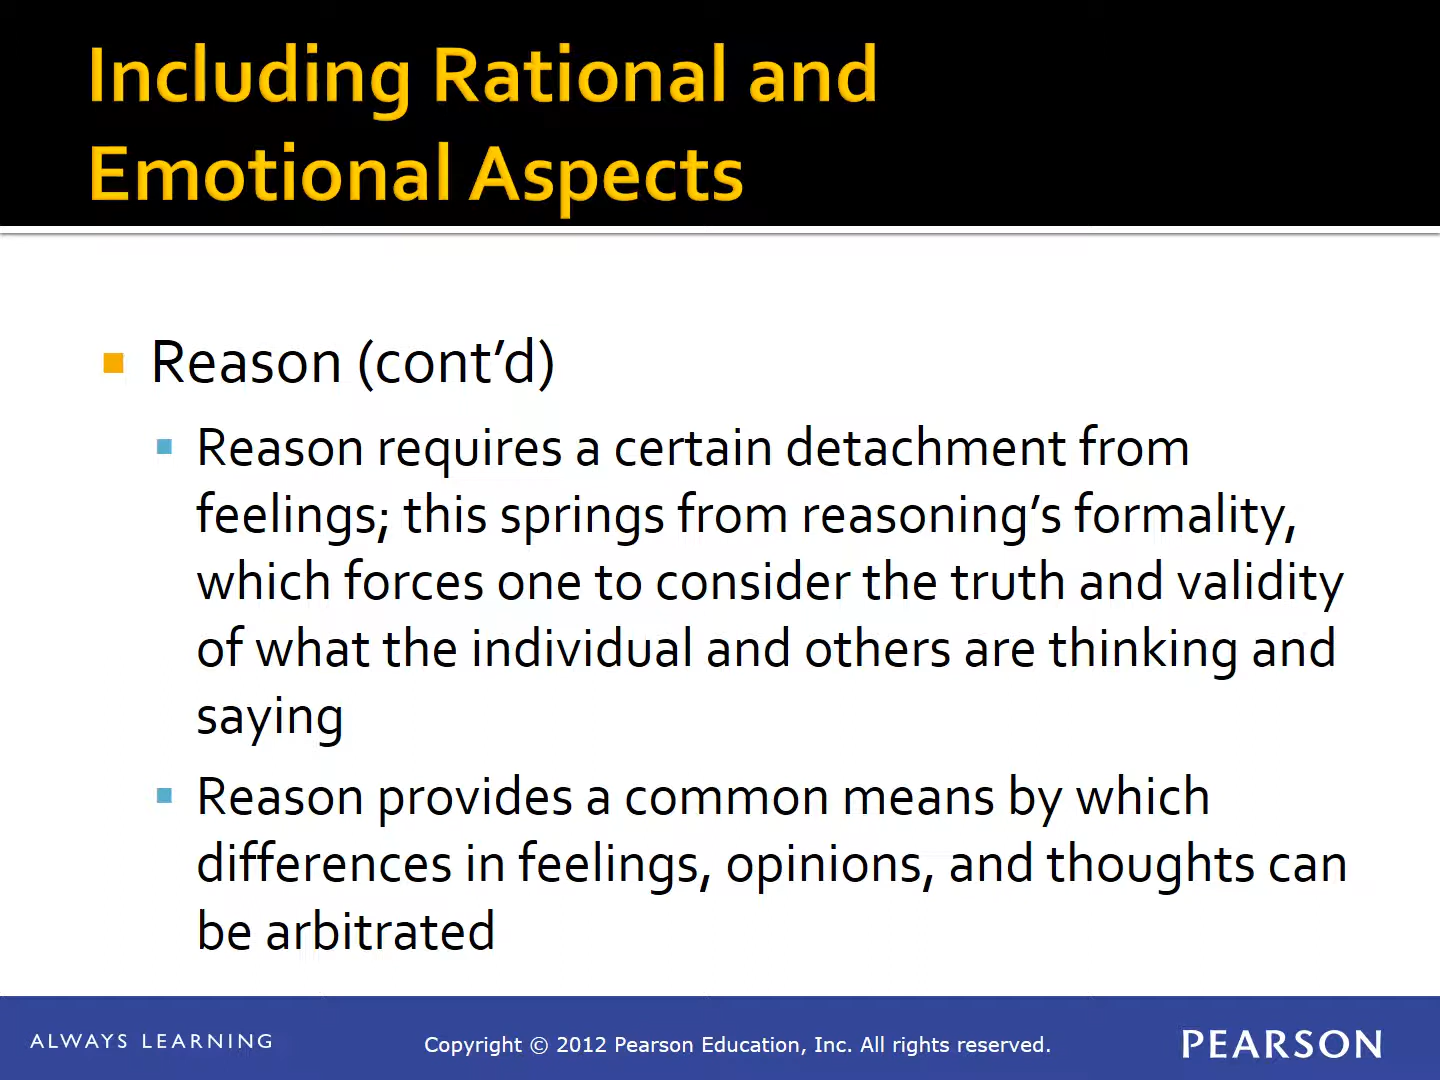 Including Rational and
Emotional Aspects
Reason (cont’d)
Reason requires a certain detachment from
feelings; this springs from reasoning’s formality,
which forces one to consider the truth and validity
of what the individual and others are thinking and
saying
Reason provides a common means by which
differences in feelings, opinions, and thoughts can
be arbitrated
ALWAYS LEARNING
Copyright © 2012 Pearson Education, Inc. All rights reserved.
PEARSON